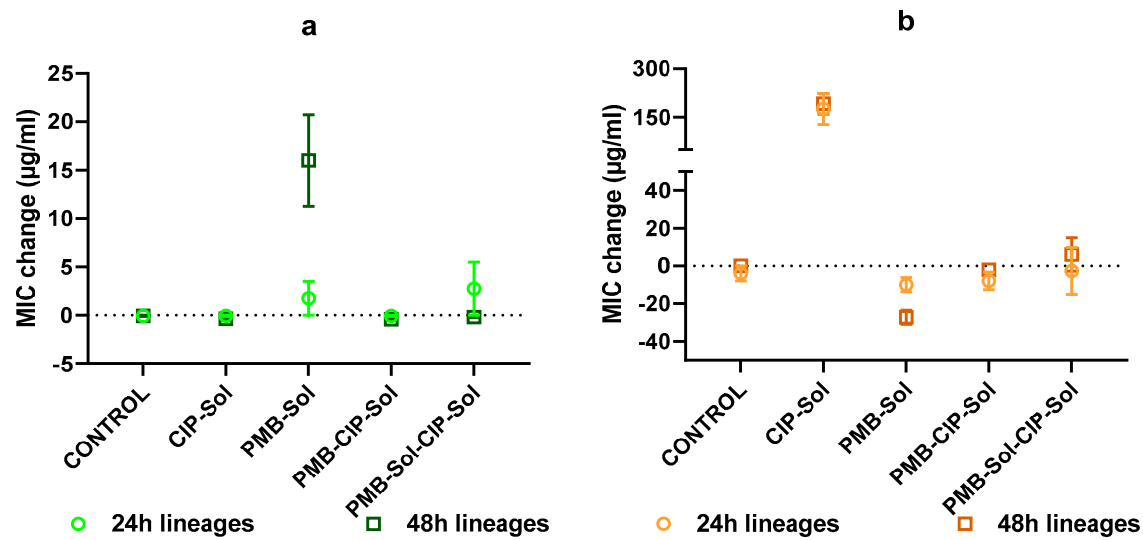 a
MIC change (µg/ml)
25
20
15
10
5
0
-5
CONTROL
CIP-Sol
PMB-Sol
PMB-CIP-Sol
PMB-Sol-CIP-Sol
24h lineages
48h lineages
b
MIC change (µg/ml)
300
150
40
20
0
-20
-40
CONTROL
CIP-Sol
PMB-Sol
PMB-CIP-Sol
PMB-Sol-CIP-Sol
24h lineages
48h lineages